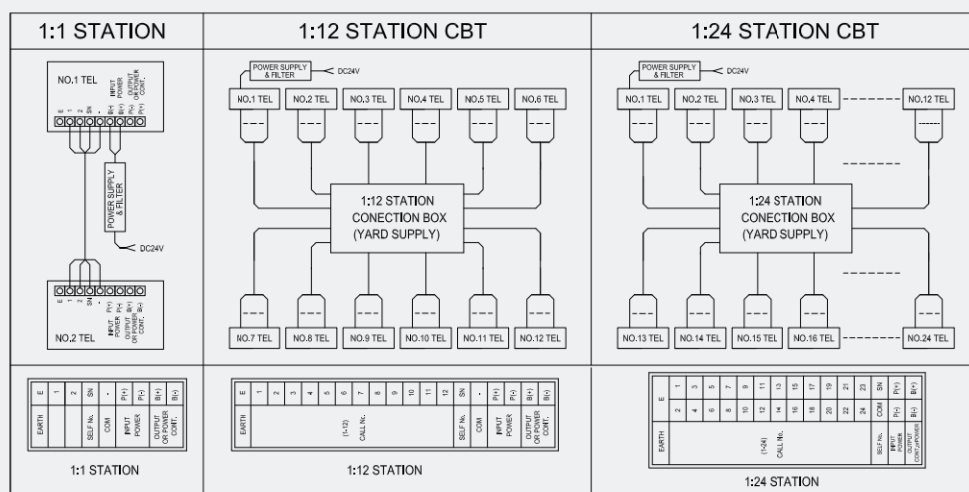 1:1 STATION
1:12 STATION CBT
1:24 STATION CBT
NO.1 TEL
E
1
2
SN
-
B(-)
B(+)
P(-)
P(+)
INPUT
POWER
OUTPUT
OR POWER
CONT.
POWER SUPPLY
& FILTER
DC24V
E
1
2
SN
-
P(+)
P(-)
B(+)
B(-)
INPUT
POWER
OUTPUT
OR POWER
CONT.
NO.2 TEL
POWER SUPPLY
& FILTER
DC24V
NO.1 TEL
NO.2 TEL
NO.3 TEL
NO.4 TEL
NO.5 TEL
NO.6 TEL
1:12 STATION
CONECTION BOX
(YARD SUPPLY)
NO.7 TEL
NO.8 TEL
NO.9 TEL
NO.10 TEL
NO.11 TEL
NO.12 TEL
POWER SUPPLY
& FILTER
DC24V
NO.1 TEL
NO.2 TEL
NO.3 TEL
NO.4 TEL
NO.12 TEL
1:24 STATION
CONECTION BOX
(YARD SUPPLY)
NO.13 TEL
NO.14 TEL
NO.15 TEL
NO.16 TEL
NO.24 TEL
E 1 2 SN - P(+) P(-) B(+) B(-)
EARTH
SELF No.
COM
INPUT
POWER
OUTPUT
OR POWER
CONT.
1:1 STATION
E 1 2 3 4 5 6 7 8 9 10 11 12 SN - P(+) P(-) B(+) B(-)
EARTH
(1-12)
CALL No.
SELF No.
COM
INPUT
POWER
OUTPUT
OR POWER
CONT.
1:12 STATION
E 1 3 5 7 9 11 13 15 17 19 21 23 SN P(+) B(+)
2 4 6 8 10 12 14 16 18 20 22 24 COM P(-) B(-)
EARTH
(1-24)
CALL No.
SELF No.
INPUT
POWER
OUTPUT
1:24 STATION